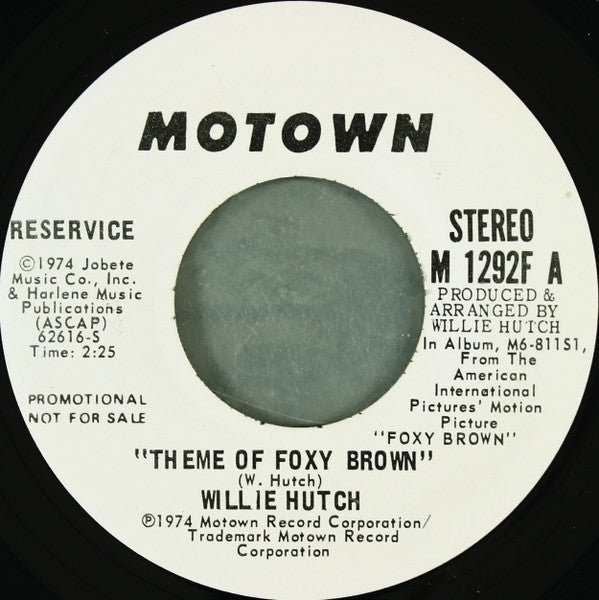 MOTOWN
RESERVICE
©1974 Jobete
Music Co., Inc.
& Harlene Music
Publications
(ASCAP)
62616-S
Time: 2:25
PROMOTIONAL
NOT FOR SALE
STEREO
M 1292F A
PRODUCED &
ARRANGED BY
WILLIE HUTCH
In Album, M6-811S1,
From The
American
International
Pictures' Motion
Picture
"FOXY BROWN"
"THEME OF FOXY BROWN"
(W. Hutch)
WILLIE HUTCH
℗1974 Motown Record Corporation/
Trademark Motown Record
Corporation